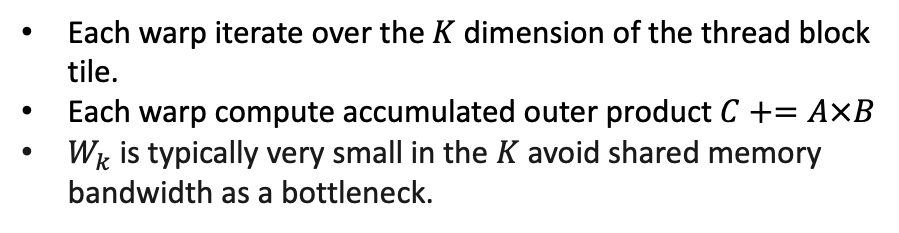 • Each warp iterate over the K dimension of the thread block
tile.
• Each warp compute accumulated outer product C += A×B
• Wₖ is typically very small in the K avoid shared memory
bandwidth as a bottleneck.